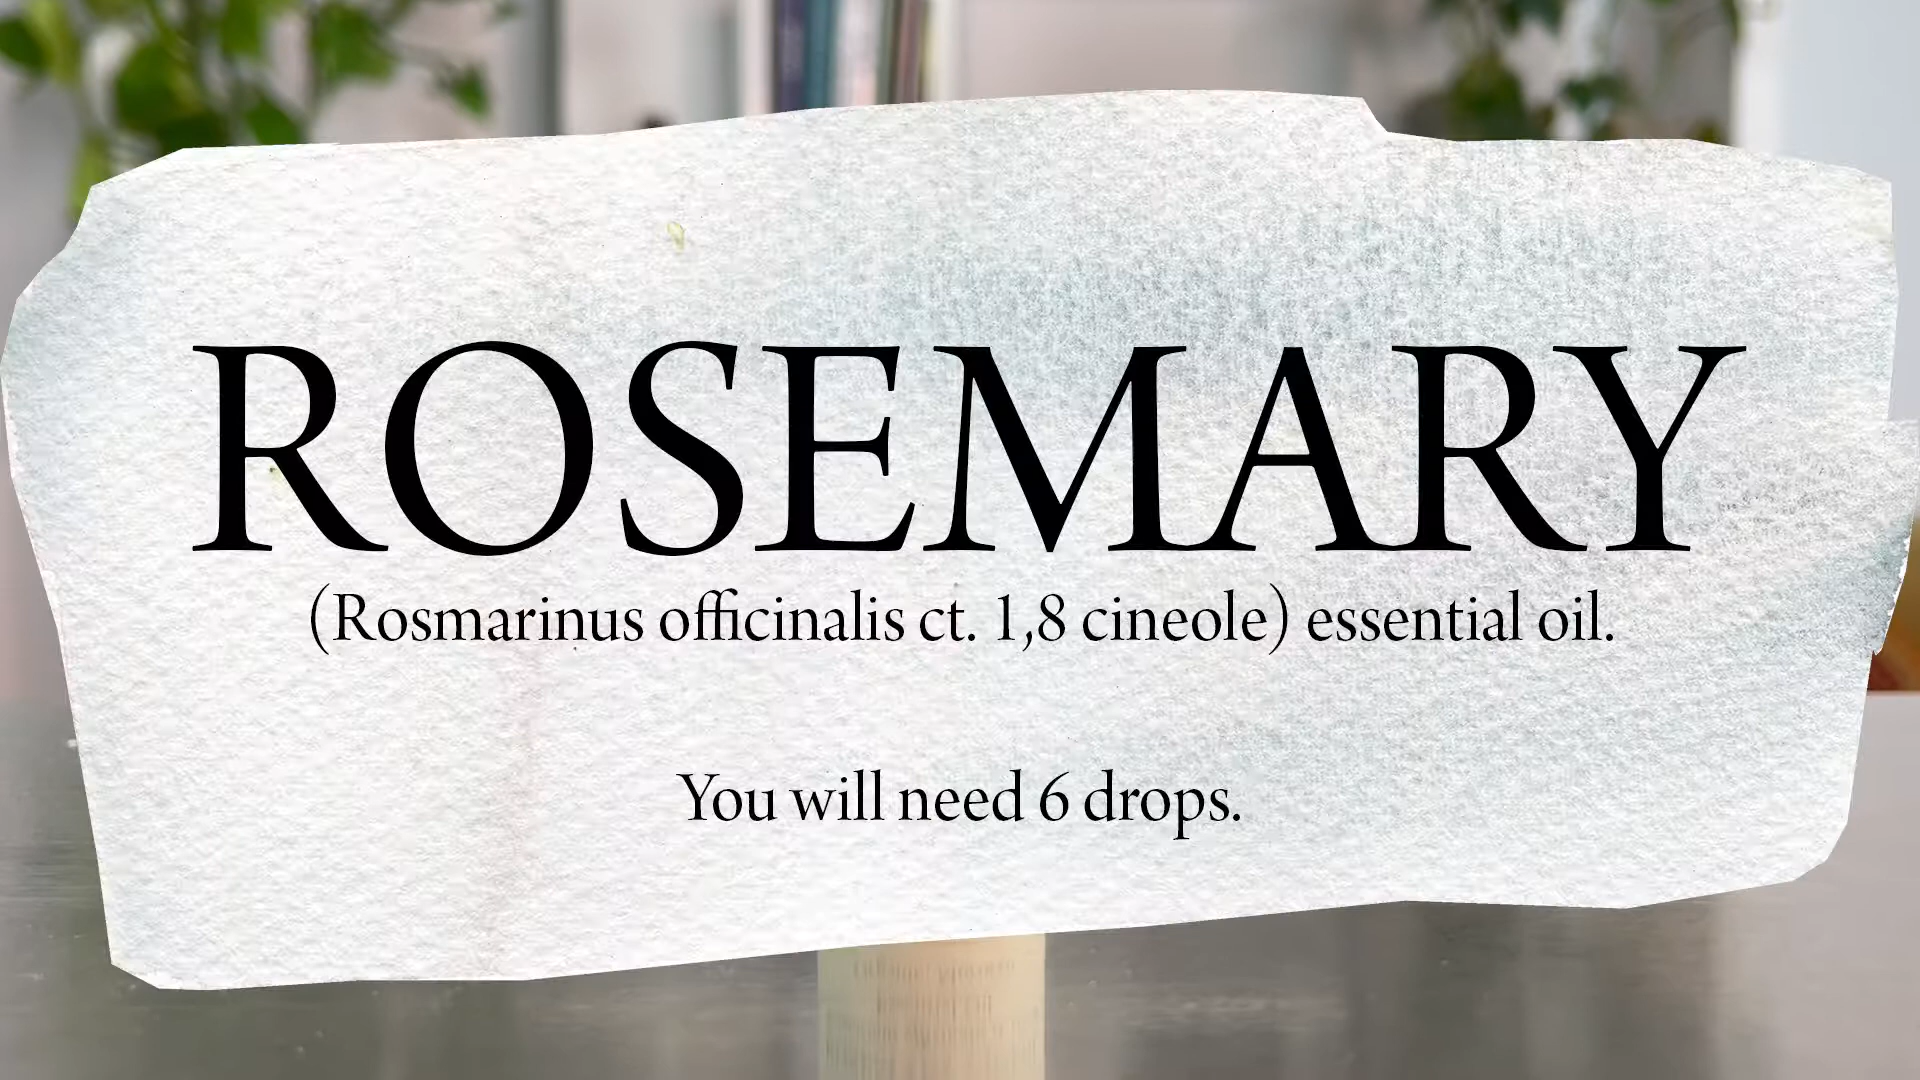 ROSEMARY
(Rosmarinus officinalis ct. 1,8 cineole) essential oil.
You will need 6 drops.